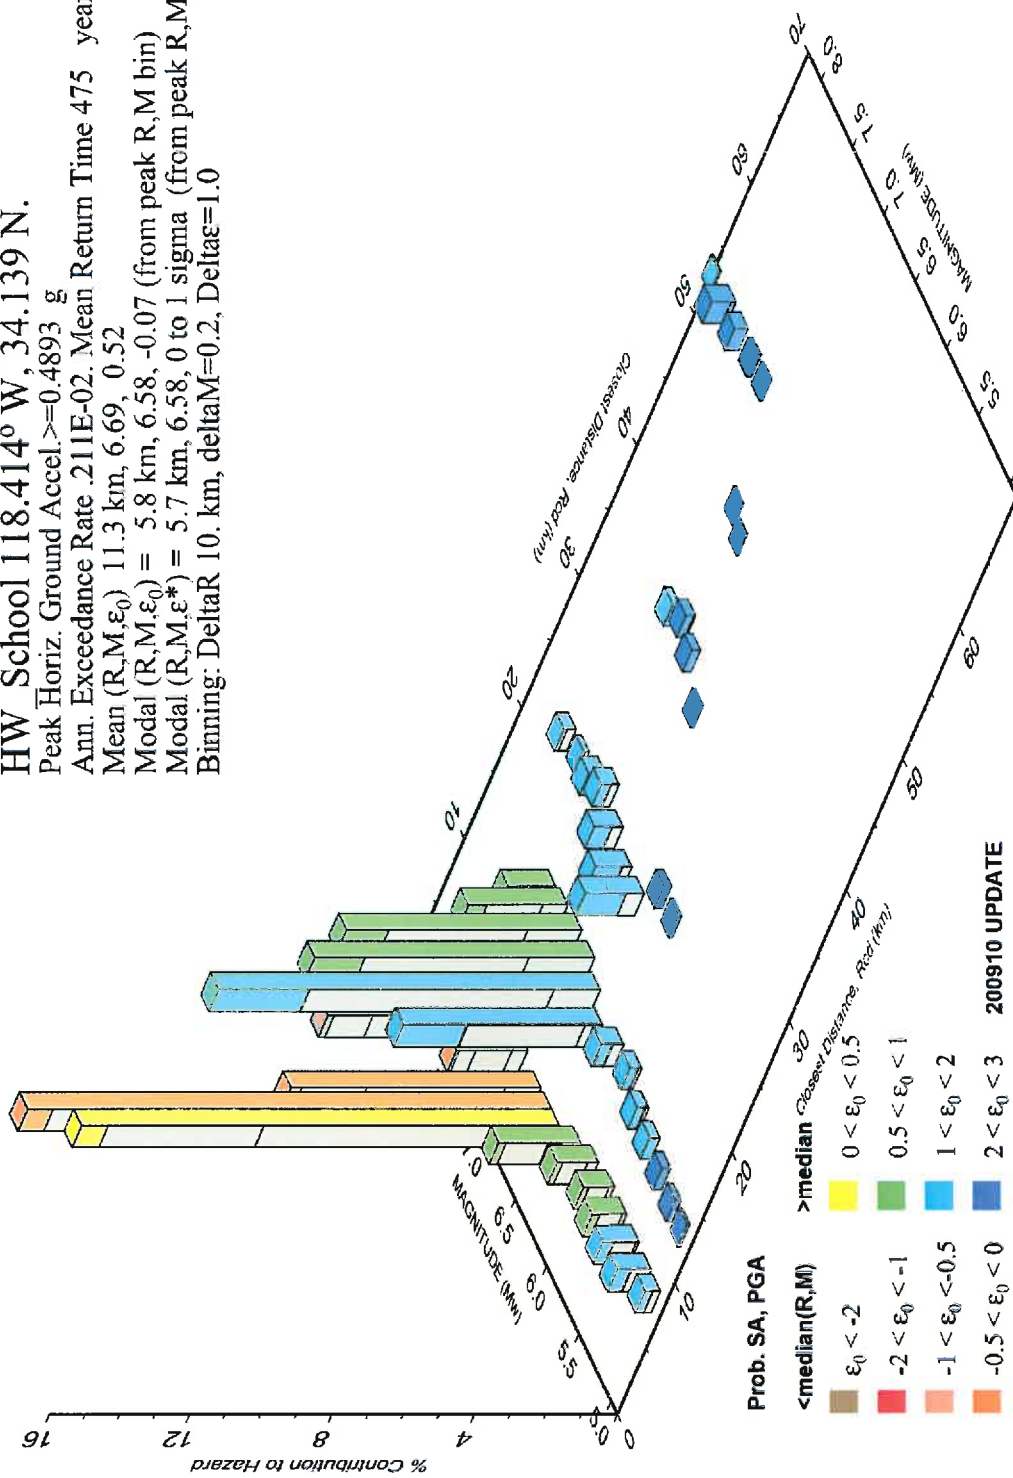 HW_School 118.414° W, 34.139 N.
Peak Horiz. Ground Accel.>=0.4893 g
Ann. Exceedance Rate .211E-02. Mean Return Time 475 year
Mean (R,M,ε0) 11.3 km, 6.69, 0.52
Modal (R,M,ε0) = 5.8 km, 6.58, -0.07 (from peak R,M bin)
Modal (R,M,ε*) = 5.7 km, 6.58, 0 to 1 sigma (from peak R,M
Binning: DeltaR 10. km, deltaM=0.2, Deltaε=1.0
% Contribution to Hazard
4
8
12
16
0
5.5
6.0
6.5
MAGNITUDE (Mw)
10
20
30
40
50
60
70
Closest Distance, Rcd (km)
10
20
30
40
50
60
Closest Distance, Rcd (km)
5.5
6.0
6.5
7.0
7.5
8.0
MAGNITUDE (Mw)
Prob. SA, PGA
<median(R,M)
>median
ε0 < -2
0 < ε0 < 0.5
-2 < ε0 < -1
0.5 < ε0 < 1
-1 < ε0 <-0.5
1 < ε0 < 2
-0.5 < ε0 < 0
2 < ε0 < 3
200910 UPDATE